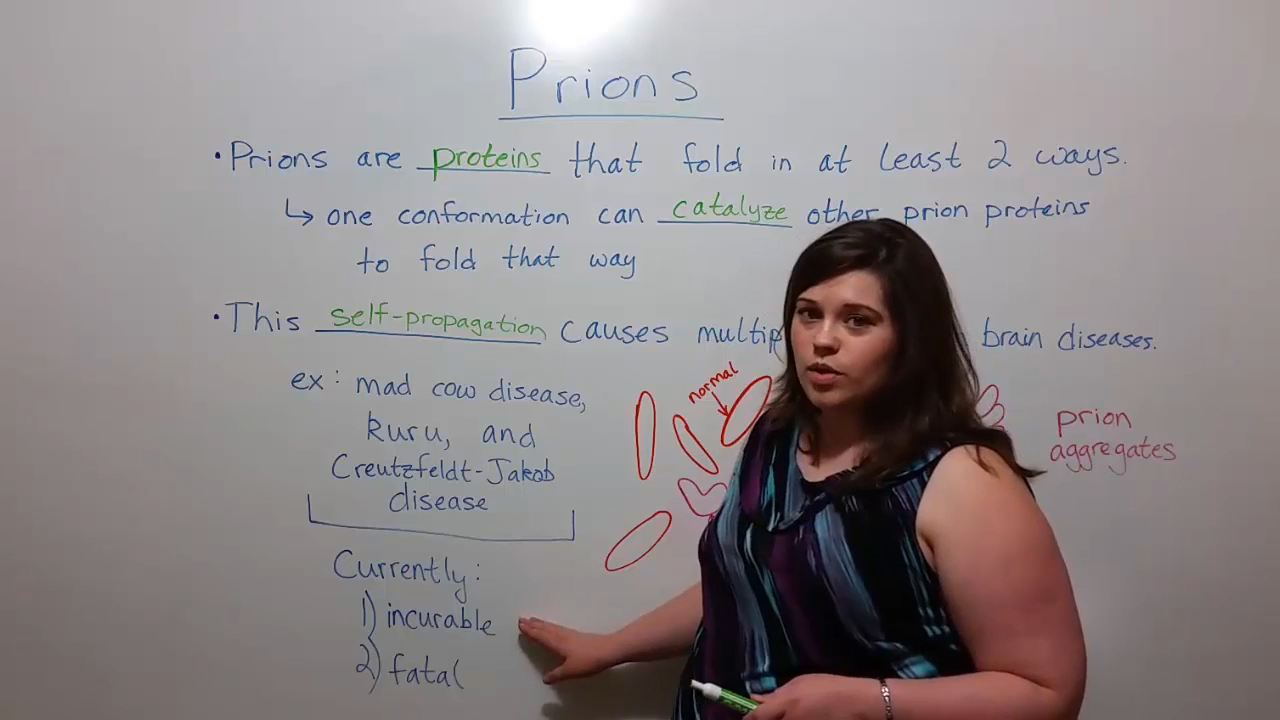 Prions
• Prions are proteins that fold in at least 2 ways.
↳ one conformation can catalyze other prion proteins
to fold that way
• This self-propagation causes brain diseases.
ex: mad cow disease,
kuru, and
Creutzfeldt-Jakob
disease
normal
prion
aggregates
Currently:
1) incurable
2) fatal